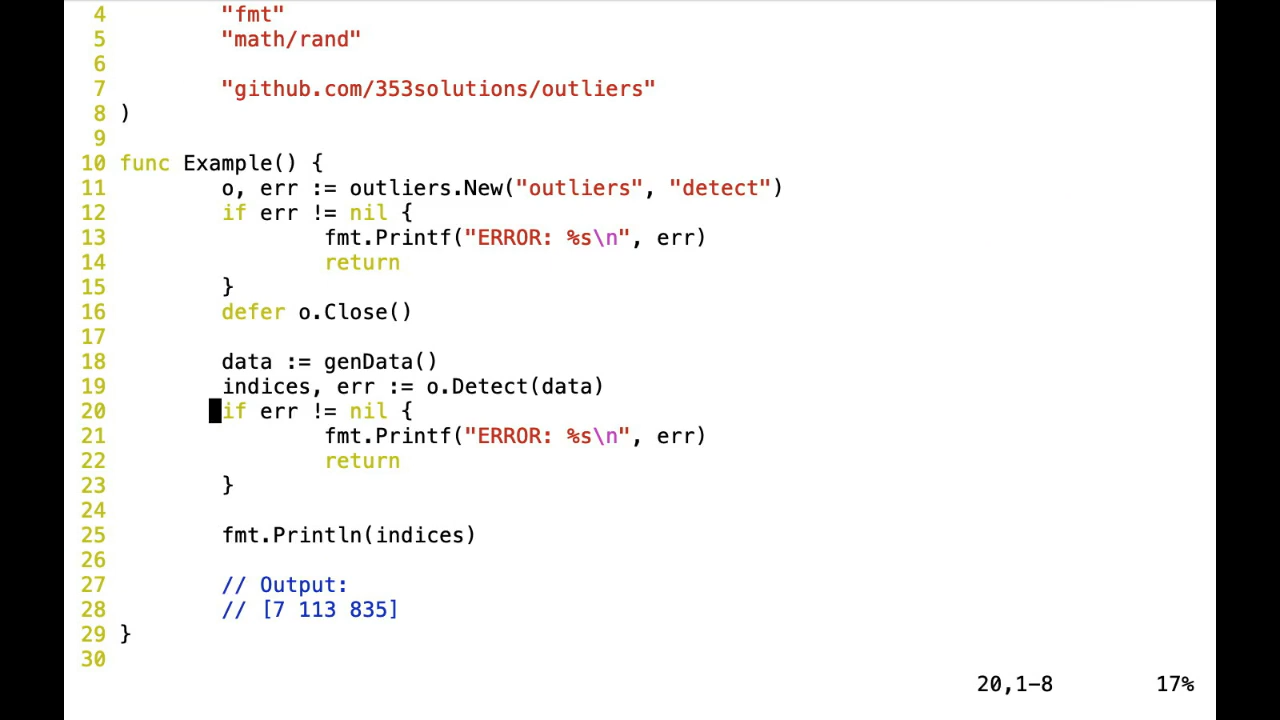 4 "fmt"
5 "math/rand"
6
7 "github.com/353solutions/outliers"
8 )
9
10 func Example() {
11 o, err := outliers.New("outliers", "detect")
12 if err != nil {
13 fmt.Printf("ERROR: %s\n", err)
14 return
15 }
16 defer o.Close()
17
18 data := genData()
19 indices, err := o.Detect(data)
20 if err != nil {
21 fmt.Printf("ERROR: %s\n", err)
22 return
23 }
24
25 fmt.Println(indices)
26
27 // Output:
28 // [7 113 835]
29 }
30
20,1-8 17%